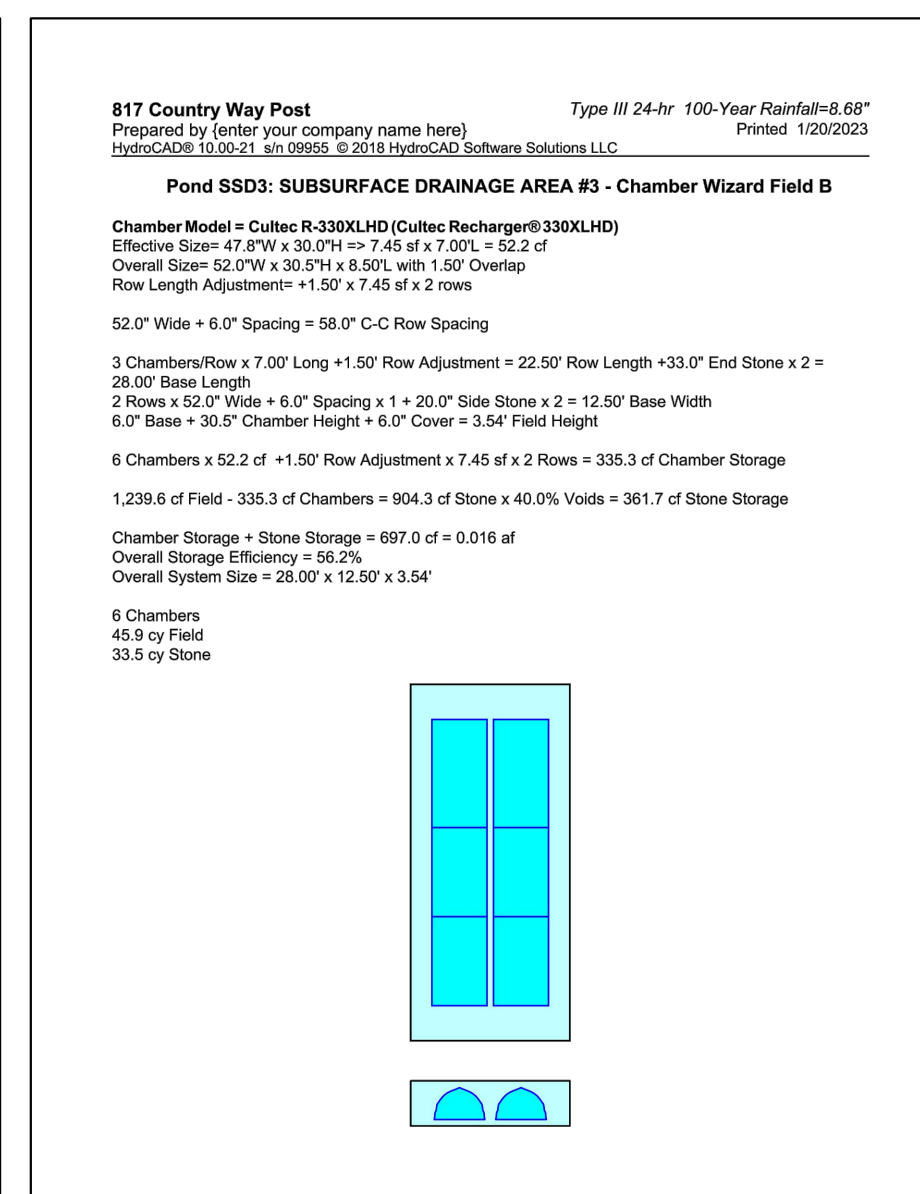 817 Country Way Post
Type III 24-hr  100-Year Rainfall=8.68"
Prepared by {enter your company name here}
Printed  1/20/2023
HydroCAD® 10.00-21  s/n 09955  © 2018 HydroCAD Software Solutions LLC
Pond SSD3: SUBSURFACE DRAINAGE AREA #3 - Chamber Wizard Field B
Chamber Model = Cultec R-330XLHD (Cultec Recharger® 330XLHD)
Effective Size= 47.8"W x 30.0"H => 7.45 sf x 7.00'L = 52.2 cf
Overall Size= 52.0"W x 30.5"H x 8.50'L with 1.50' Overlap
Row Length Adjustment= +1.50' x 7.45 sf x 2 rows
52.0" Wide + 6.0" Spacing = 58.0" C-C Row Spacing
3 Chambers/Row x 7.00' Long +1.50' Row Adjustment = 22.50' Row Length +33.0" End Stone x 2 =
28.00' Base Length
2 Rows x 52.0" Wide + 6.0" Spacing x 1 + 20.0" Side Stone x 2 = 12.50' Base Width
6.0" Base + 30.5" Chamber Height + 6.0" Cover = 3.54' Field Height
6 Chambers x 52.2 cf  +1.50' Row Adjustment x 7.45 sf x 2 Rows = 335.3 cf Chamber Storage
1,239.6 cf Field - 335.3 cf Chambers = 904.3 cf Stone x 40.0% Voids = 361.7 cf Stone Storage
Chamber Storage + Stone Storage = 697.0 cf = 0.016 af
Overall Storage Efficiency = 56.2%
Overall System Size = 28.00' x 12.50' x 3.54'
6 Chambers
45.9 cy Field
33.5 cy Stone